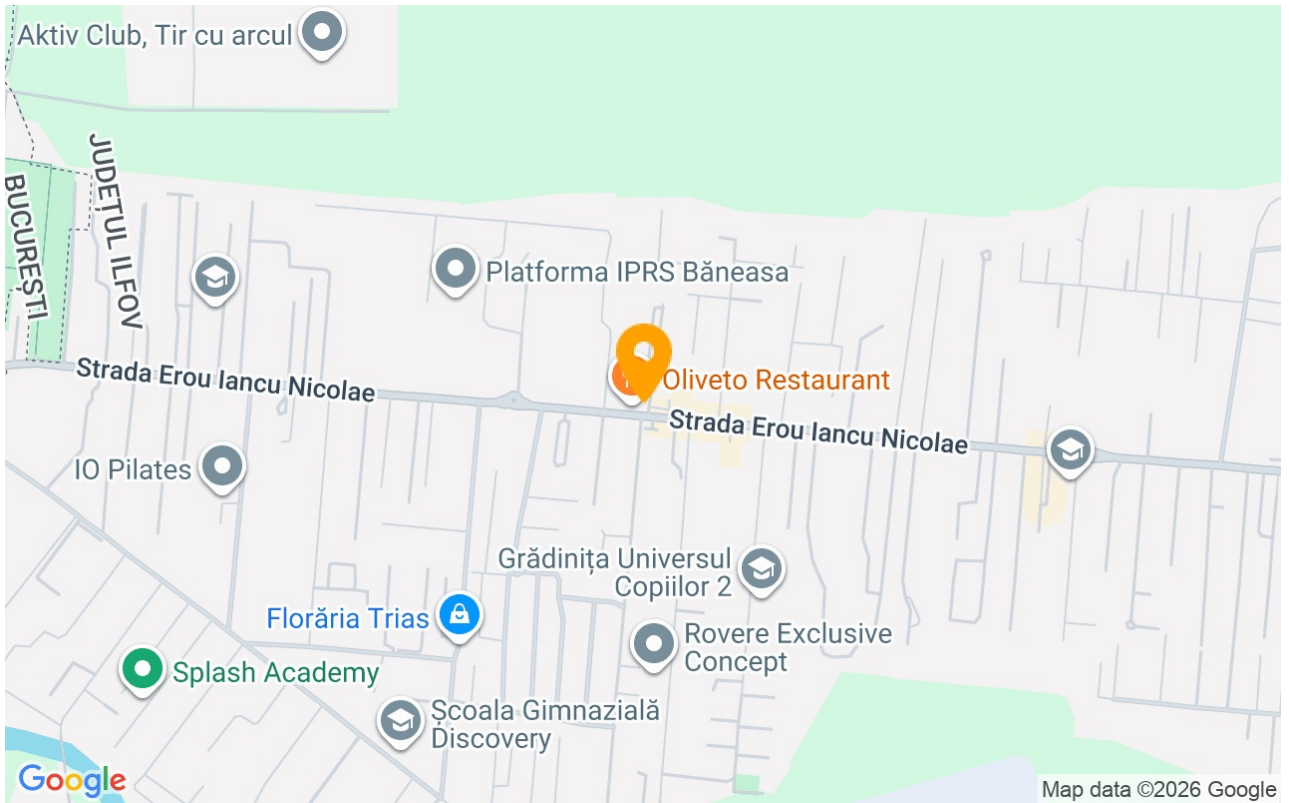 Aktiv Club, Tir cu arcul
JUDEȚUL ILFOV
BUCUREȘTI
Platforma IPRS Băneasa
Strada Erou Iancu Nicolae
Oliveto Restaurant
Strada Erou Iancu Nicolae
IO Pilates
Grădinița Universul
Copiilor 2
Florăria Trias
Rovere Exclusive
Concept
Splash Academy
Școala Gimnazială
Discovery
Google
Map data ©2026 Google